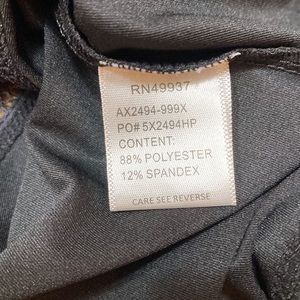 RN49937
AX2494-999X
PO# 5X2494HP
CONTENT:
88% POLYESTER
12% SPANDEX
CARE SEE REVERSE